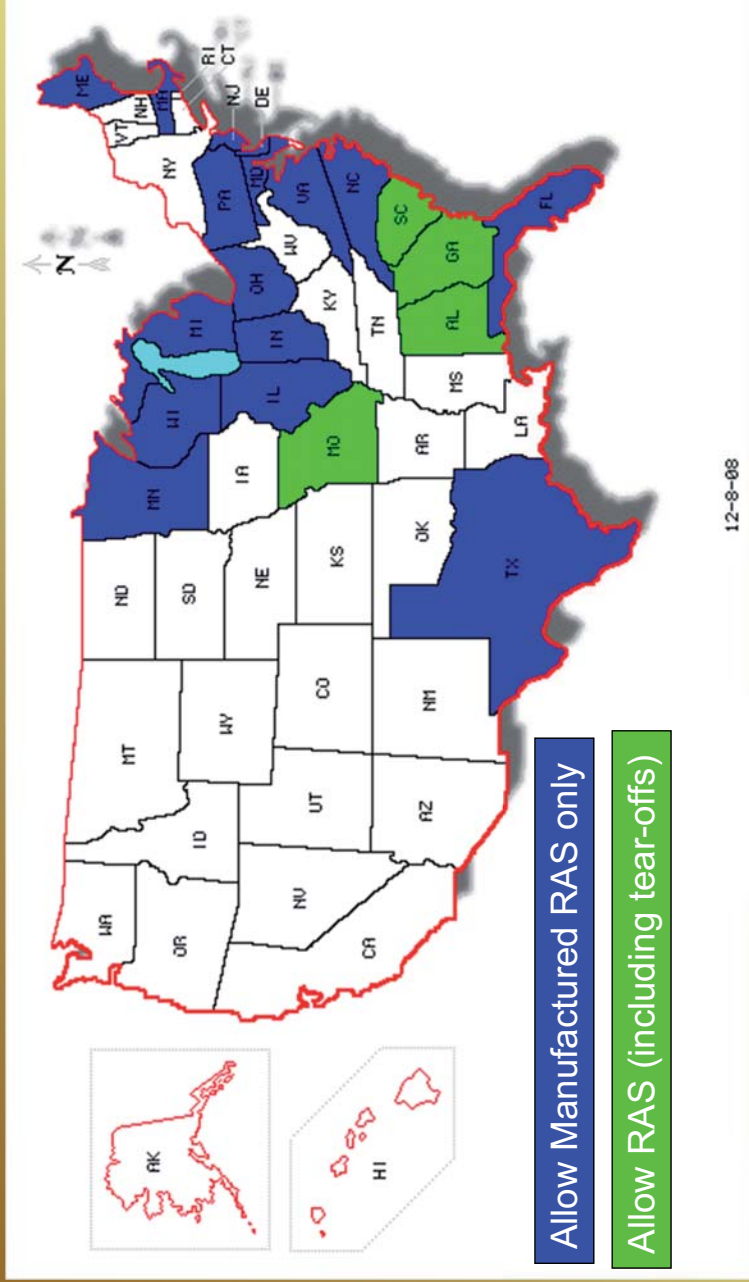 N
WA
OR
CA
NV
ID
MT
WY
UT
AZ
CO
NM
ND
SD
NE
KS
OK
TX
MN
IA
MO
AR
LA
WI
IL
MI
IN
OH
KY
TN
MS
AL
GA
SC
NC
VA
WV
PA
MD
NY
VT
NH
ME
MA
RI
CT
NJ
DE
FL
AK
HI
Allow Manufactured RAS only
Allow RAS (including tear-offs)
12-8-08